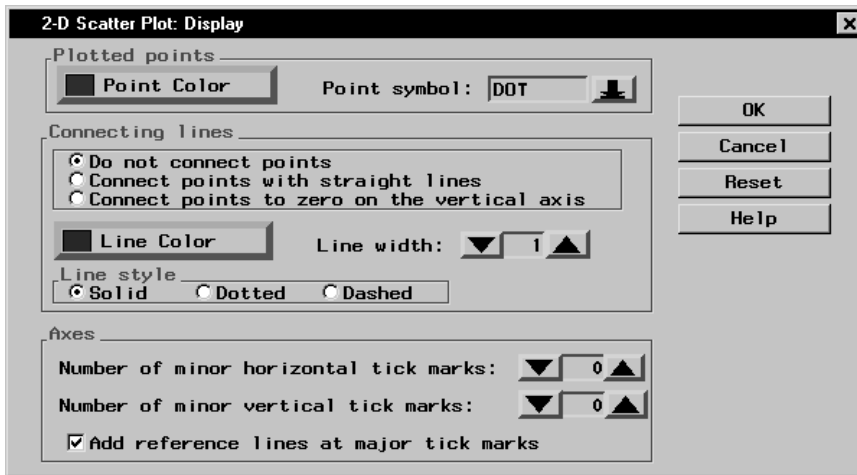 2-D Scatter Plot: Display
Plotted points
Point Color Point symbol: DOT
OK
Cancel
Reset
Help
Connecting lines
Do not connect points
Connect points with straight lines
Connect points to zero on the vertical axis
Line Color Line width: 1
Line style
Solid Dotted Dashed
Axes
Number of minor horizontal tick marks: 0
Number of minor vertical tick marks: 0
Add reference lines at major tick marks